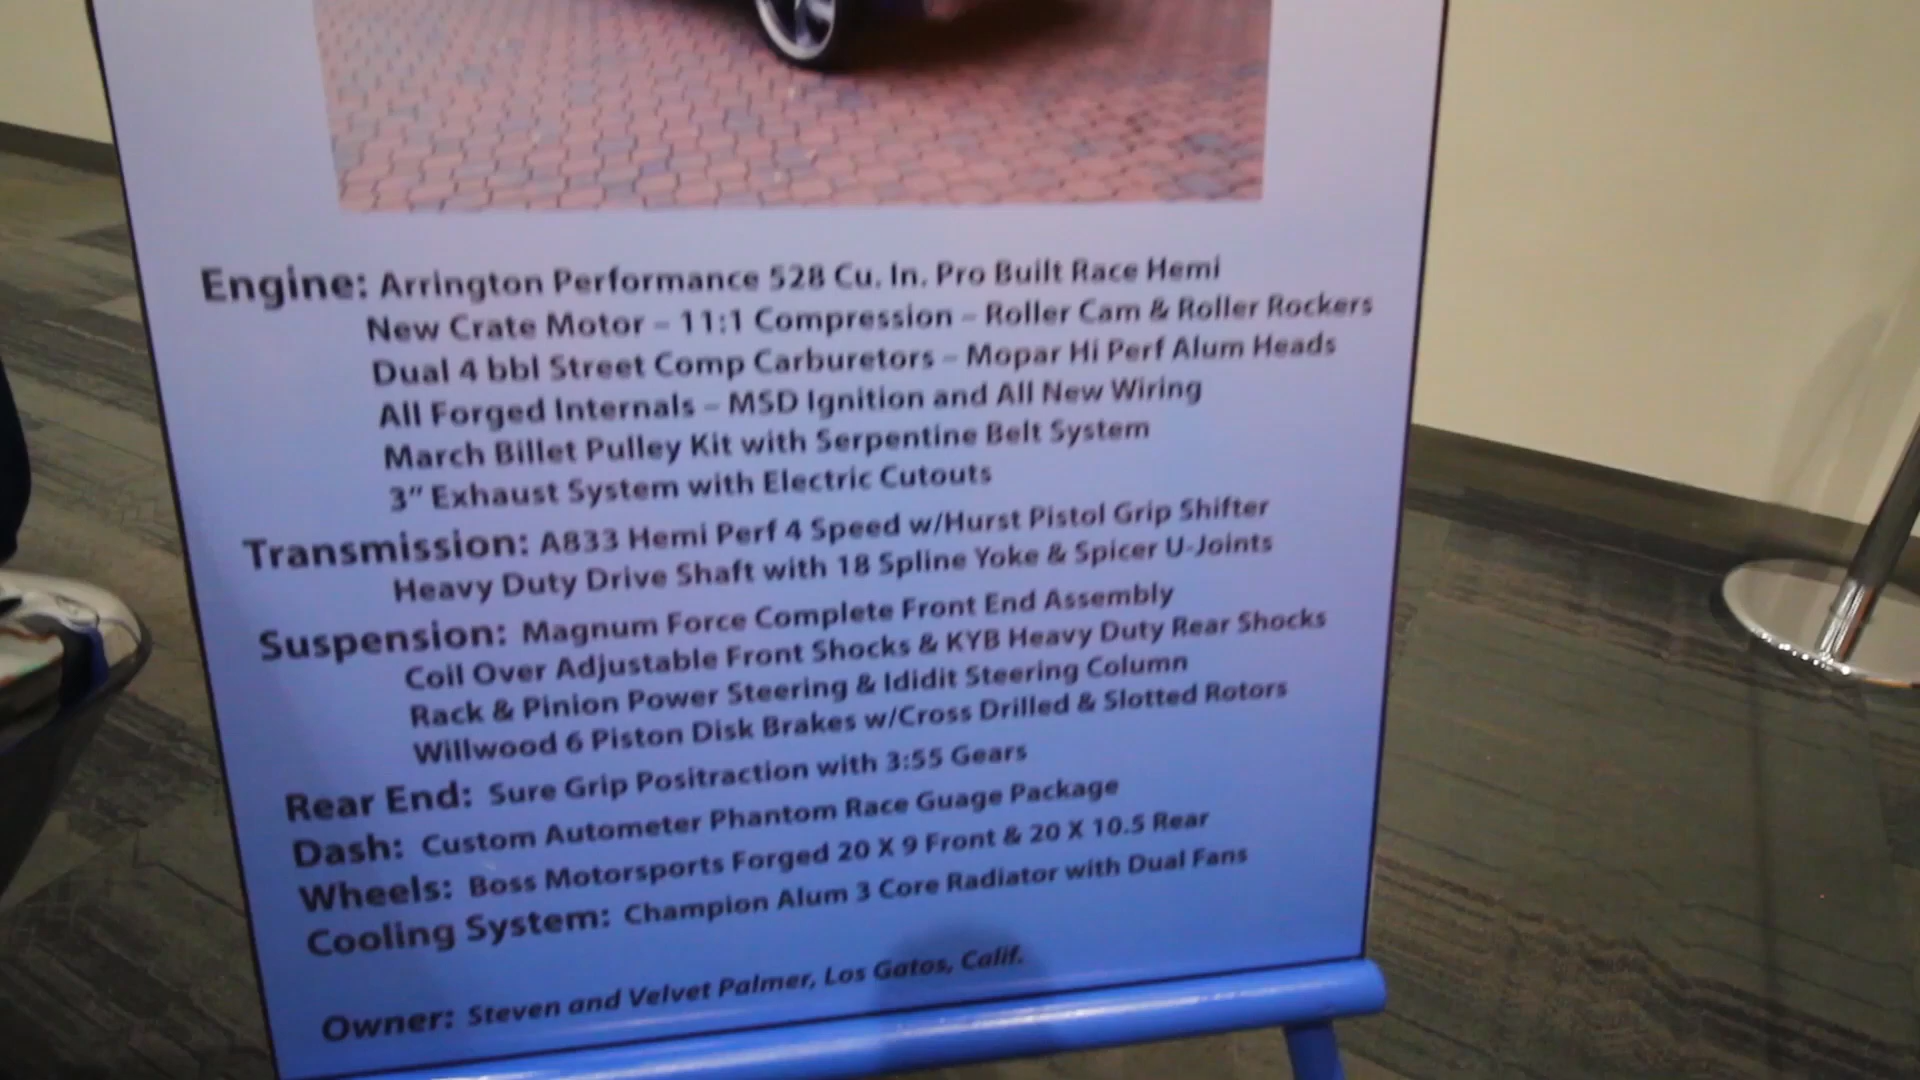 Engine: Arrington Performance 528 Cu. In. Pro Built Race Hemi
New Crate Motor – 11:1 Compression – Roller Cam & Roller Rockers
Dual 4 bbl Street Comp Carburetors – Mopar Hi Perf Alum Heads
All Forged Internals – MSD Ignition and All New Wiring
March Billet Pulley Kit with Serpentine Belt System
3" Exhaust System with Electric Cutouts
Transmission: A833 Hemi Perf 4 Speed w/Hurst Pistol Grip Shifter
Heavy Duty Drive Shaft with 18 Spline Yoke & Spicer U-Joints
Suspension: Magnum Force Complete Front End Assembly
Coil Over Adjustable Front Shocks & KYB Heavy Duty Rear Shocks
Rack & Pinion Power Steering & Ididit Steering Column
Willwood 6 Piston Disk Brakes w/Cross Drilled & Slotted Rotors
Rear End: Sure Grip Positraction with 3:55 Gears
Dash: Custom Autometer Phantom Race Guage Package
Wheels: Boss Motorsports Forged 20 X 9 Front & 20 X 10.5 Rear
Cooling System: Champion Alum 3 Core Radiator with Dual Fans
Owner: Steven and Velvet Palmer, Los Gatos, Calif.